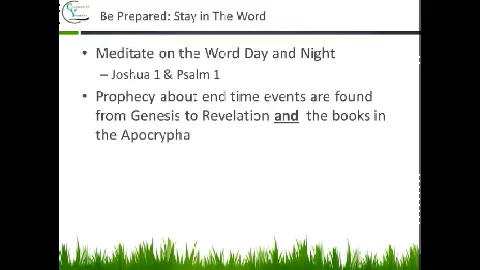 Be Prepared: Stay in The Word
• Meditate on the Word Day and Night
– Joshua 1 & Psalm 1
• Prophecy about end time events are found
from Genesis to Revelation and the books in
the Apocrypha